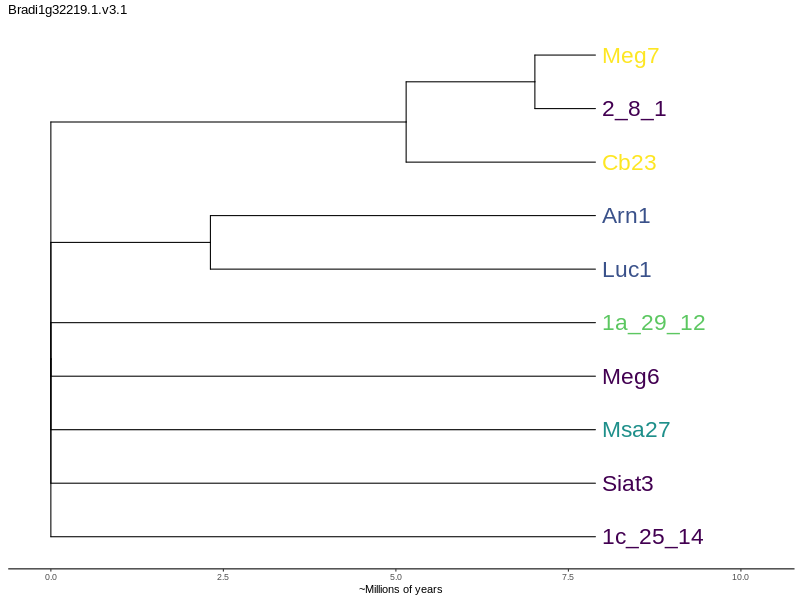 Bradi1g32219.1.v3.1
Meg7
2_8_1
Cb23
Arn1
Luc1
1a_29_12
Meg6
Msa27
Siat3
1c_25_14
0.0 2.5 5.0 7.5 10.0
~Millions of years